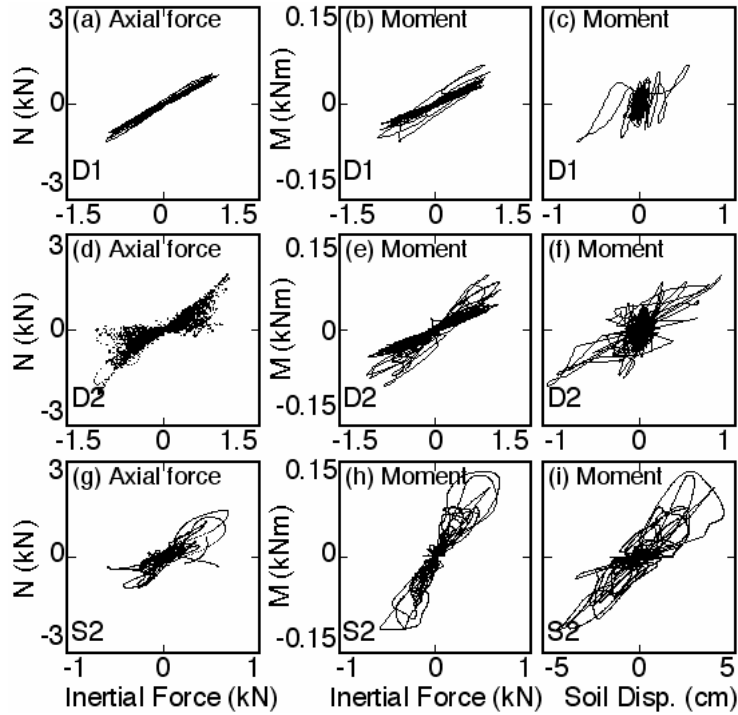 (a) Axial force
(b) Moment
(c) Moment
3
0
-3
N (kN)
0.15
0
-0.15
M (kNm)
D1
D1
D1
-1.5 0 1.5
-1.5 0 1.5
-1 0 1
(d) Axial force
(e) Moment
(f) Moment
3
0
-3
N (kN)
0.15
0
-0.15
M (kNm)
D2
D2
D2
-1.5 0 1.5
-1.5 0 1.5
-1 0 1
(g) Axial force
(h) Moment
(i) Moment
3
0
-3
N (kN)
0.15
0
-0.15
M (kNm)
S2
S2
S2
-1 0 1
-1 0 1
-5 0 5
Inertial Force (kN)
Inertial Force (kN)
Soil Disp. (cm)